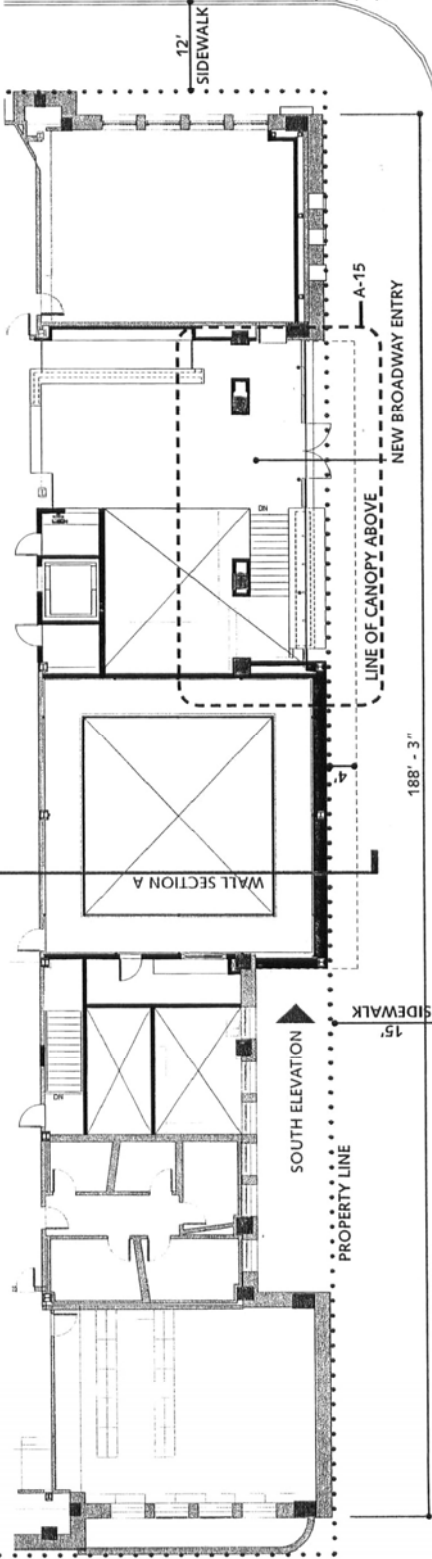 12'
SIDEWALK
A-15
NEW BROADWAY ENTRY
LINE OF CANOPY ABOVE
DN
4'
188' - 3"
WALL SECTION A
15'
SIDEWALK
SOUTH ELEVATION
PROPERTY LINE
DN